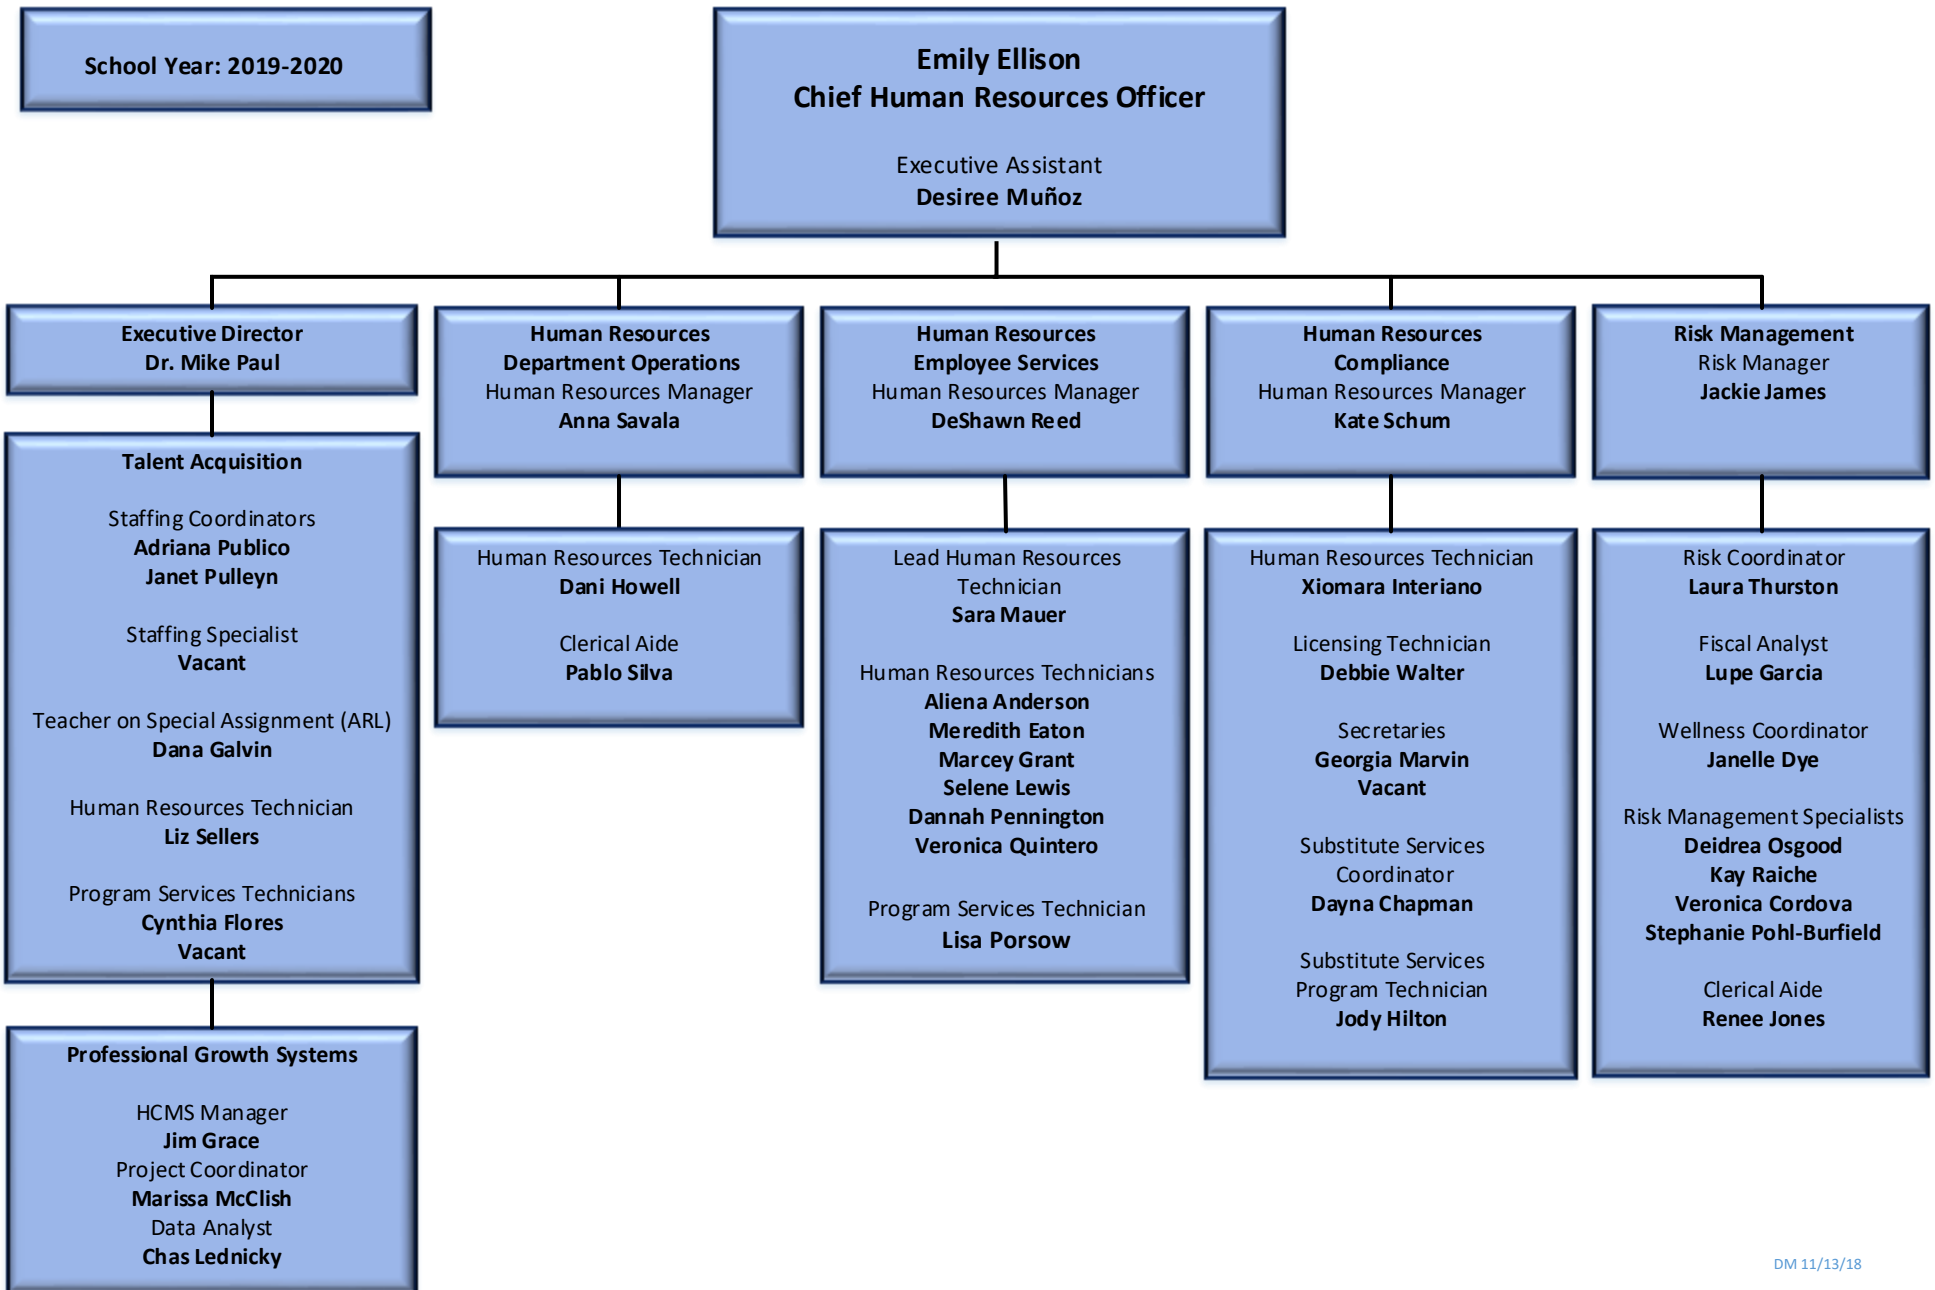 School Year: 2019-2020
Emily Ellison
Chief Human Resources Officer
Executive Assistant
Desiree Muñoz
Executive Director
Dr. Mike Paul
Talent Acquisition
Staffing Coordinators
Adriana Publico
Janet Pulleyn
Staffing Specialist
Vacant
Teacher on Special Assignment (ARL)
Dana Galvin
Human Resources Technician
Liz Sellers
Program Services Technicians
Cynthia Flores
Vacant
Professional Growth Systems
HCMS Manager
Jim Grace
Project Coordinator
Marissa McClish
Data Analyst
Chas Lednicky
Human Resources
Department Operations
Human Resources Manager
Anna Savala
Human Resources Technician
Dani Howell
Clerical Aide
Pablo Silva
Human Resources
Employee Services
Human Resources Manager
DeShawn Reed
Lead Human Resources
Technician
Sara Mauer
Human Resources Technicians
Aliena Anderson
Meredith Eaton
Marcey Grant
Selene Lewis
Dannah Pennington
Veronica Quintero
Program Services Technician
Lisa Porsow
Human Resources
Compliance
Human Resources Manager
Kate Schum
Human Resources Technician
Xiomara Interiano
Licensing Technician
Debbie Walter
Secretaries
Georgia Marvin
Vacant
Substitute Services
Coordinator
Dayna Chapman
Substitute Services
Program Technician
Jody Hilton
Risk Management
Risk Manager
Jackie James
Risk Coordinator
Laura Thurston
Fiscal Analyst
Lupe Garcia
Wellness Coordinator
Janelle Dye
Risk Management Specialists
Deidrea Osgood
Kay Raiche
Veronica Cordova
Stephanie Pohl-Burfield
Clerical Aide
Renee Jones
DM 11/13/18